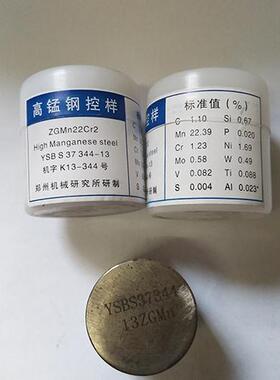 高锰钢控样
ZGMn22Cr2
High Manganese steel
YSB S 37 344-13
机字 K13-344 号
郑州机械研究所研制
控样
标准值(%)
C 1.10 Si 0.67
Mn 22.39 P 0.020
Cr 1.23 Ni 1.69
Mo 0.58 W 0.49
V 0.082 Ti 0.088
S 0.004 Al 0.023*
YSBS37344
13ZGMn